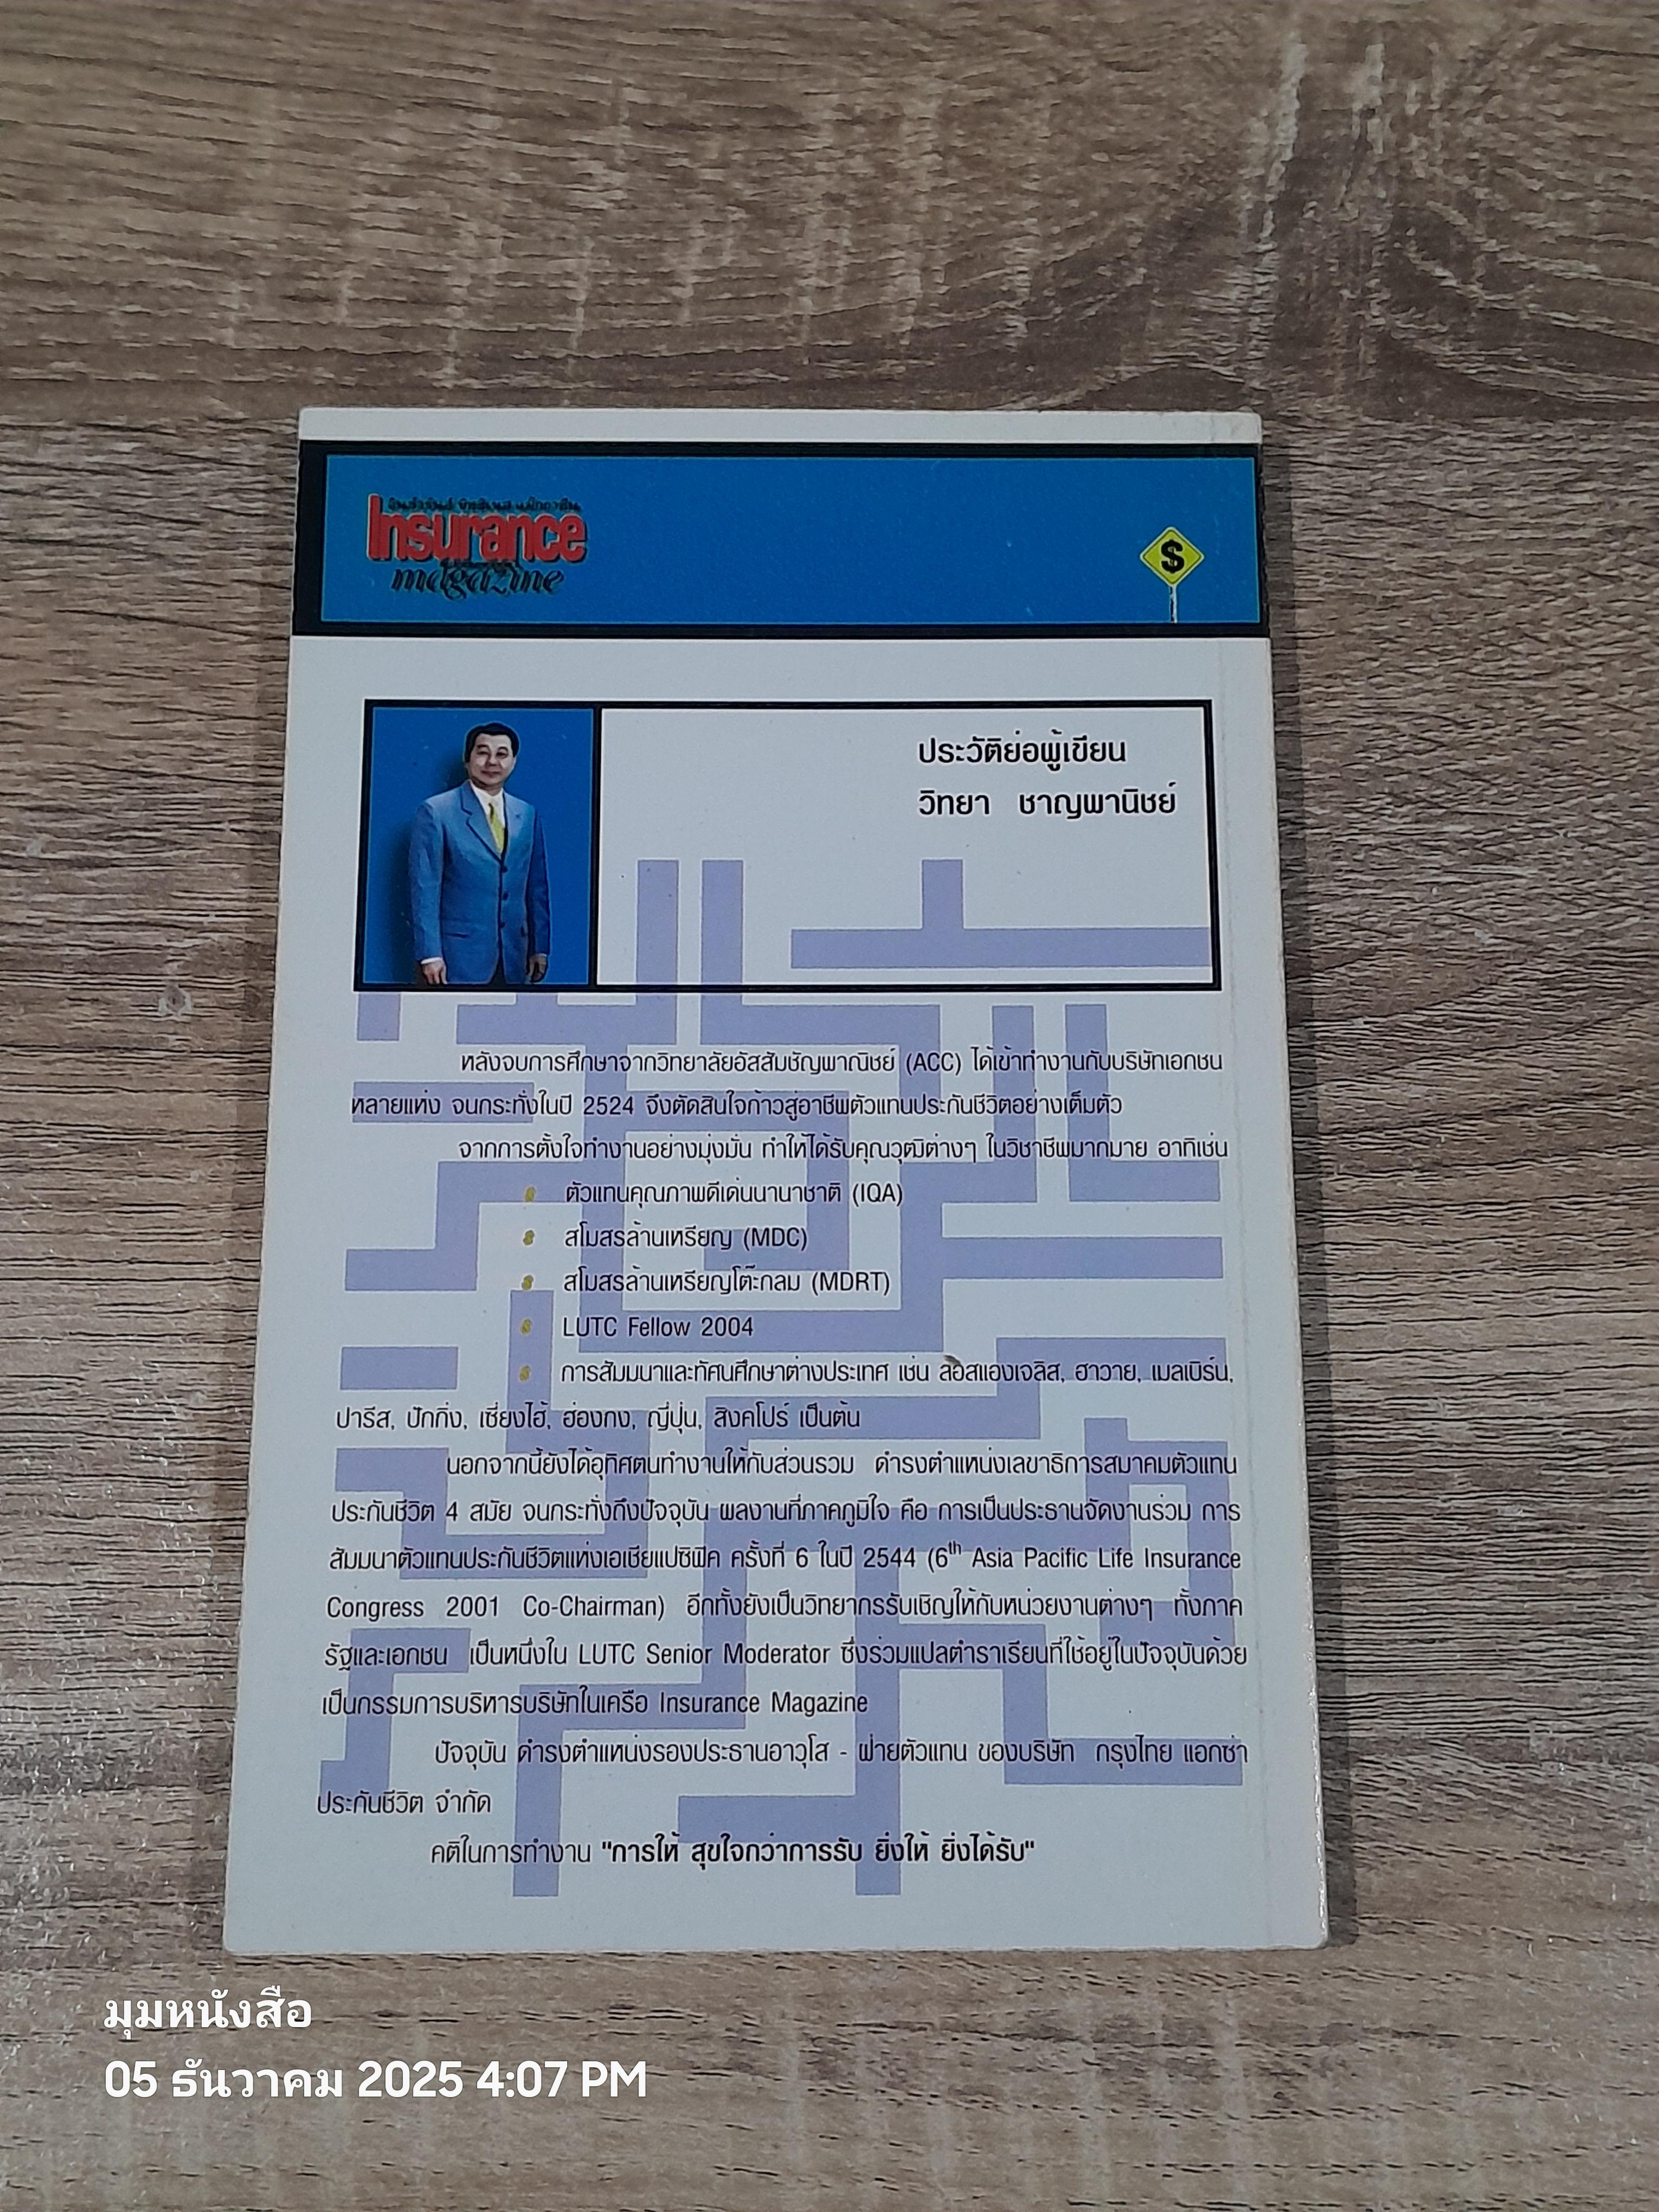 อินชัวรันส์ บิซซิเนส แม็กกาซีน
Insurance
magazine
$
ประวัติย่อผู้เขียน
วิทยา ชาญพานิชย์
หลังจบการศึกษาจากวิทยาลัยอัสสัมชัญพาณิชย์ (ACC) ได้เข้าทำงานกับบริษัทเอกชน
หลายแห่ง จนกระทั่งในปี 2524 จึงตัดสินใจก้าวสู่อาชีพตัวแทนประกันชีวิตอย่างเต็มตัว
จากการตั้งใจทำงานอย่างมุ่งมั่น ทำให้ได้รับคุณวุฒิต่างๆ ในวิชาชีพมากมาย อาทิเช่น
$ ตัวแทนคุณภาพดีเด่นนานาชาติ (IQA)
$ สโมสรล้านเหรียญ (MDC)
$ สโมสรล้านเหรียญโต๊ะกลม (MDRT)
$ LUTC Fellow 2004
$ การสัมมนาและทัศนศึกษาต่างประเทศ เช่น ลอสแองเจลิส, ฮาวาย, เมลเบิร์น,
ปารีส, ปักกิ่ง, เซี่ยงไฮ้, ฮ่องกง, ญี่ปุ่น, สิงคโปร์ เป็นต้น
นอกจากนี้ยังได้อุทิศตนทำงานให้กับส่วนรวม ดำรงตำแหน่งเลขาธิการสมาคมตัวแทน
ประกันชีวิต 4 สมัย จนกระทั่งถึงปัจจุบัน ผลงานที่ภาคภูมิใจ คือ การเป็นประธานจัดงานร่วม การ
สัมมนาตัวแทนประกันชีวิตแห่งเอเชียแปซิฟิค ครั้งที่ 6 ในปี 2544 (6th Asia Pacific Life Insurance
Congress 2001 Co-Chairman) อีกทั้งยังเป็นวิทยากรรับเชิญให้กับหน่วยงานต่างๆ ทั้งภาค
รัฐและเอกชน เป็นหนึ่งใน LUTC Senior Moderator ซึ่งร่วมแปลตำราเรียนที่ใช้อยู่ในปัจจุบันด้วย
เป็นกรรมการบริหารบริษัทในเครือ Insurance Magazine
ปัจจุบัน ดำรงตำแหน่งรองประธานอาวุโส - ฝ่ายตัวแทน ของบริษัท กรุงไทย แอกซ่า
ประกันชีวิต จำกัด
คติในการทำงาน "การให้ สุขใจกว่าการรับ ยิ่งให้ ยิ่งได้รับ"
มุมหนังสือ
05 ธันวาคม 2025 4:07 PM